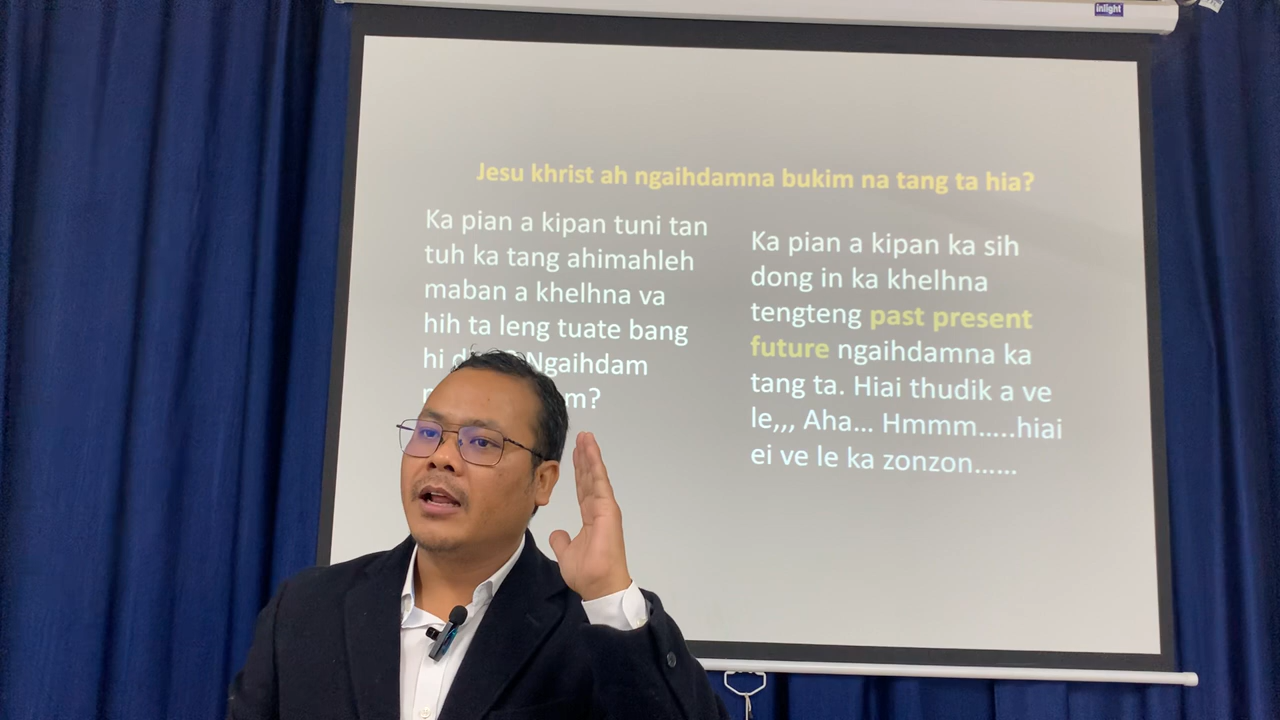 inlight
Jesu khrist ah ngaihdamna bukim na tang ta hia?
Ka pian a kipan tuni tan
tuh ka tang ahimahleh
maban a khelhna va
hih ta leng tuate bang
hi Ngaihdam
Ka pian a kipan ka sih
dong in ka khelhna
tengteng past present
future ngaihdamna ka
tang ta. Hiai thudik a ve
le,,, Aha... Hmmm.....hiai
ei ve le ka zonzon......